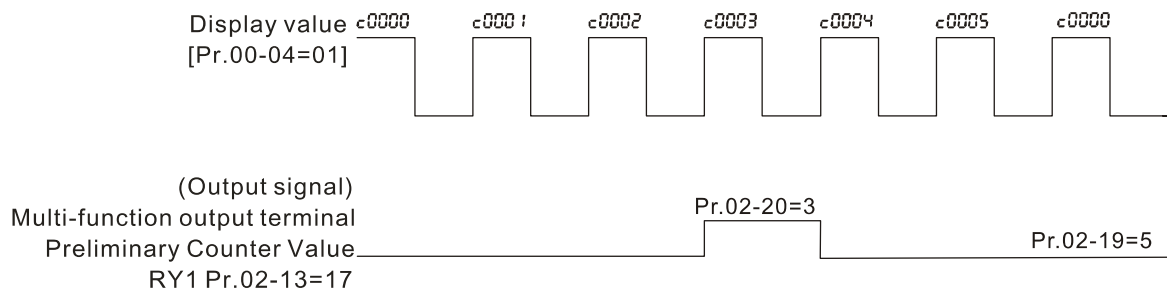 Display value c0000 c0001 c0002 c0003 c0004 c0005 c0000
[Pr.00-04=01]
(Output signal)
Multi-function output terminal
Pr.02-20=3
Preliminary Counter Value
Pr.02-19=5
RY1 Pr.02-13=17